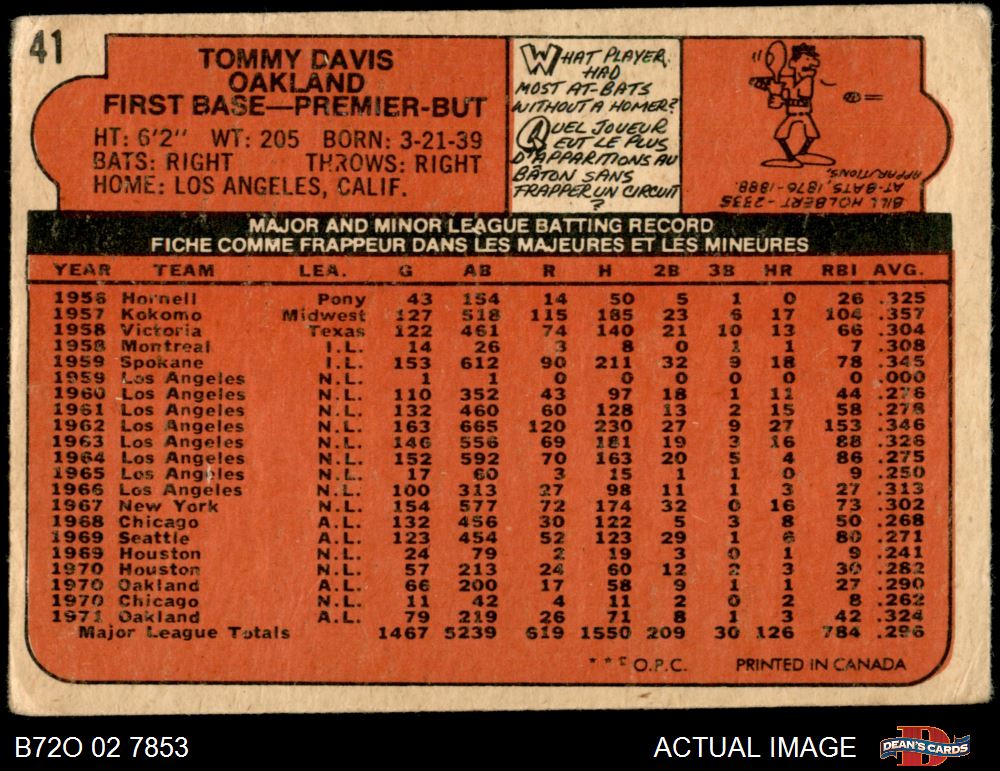 41
TOMMY DAVIS
OAKLAND
FIRST BASE—PREMIER-BUT
HT: 6'2" WT: 205 BORN: 3-21-39
BATS: RIGHT THROWS: RIGHT
HOME: LOS ANGELES, CALIF.
WHAT PLAYER
HAD
MOST AT-BATS
WITHOUT A HOMER?
QUEL JOUEUR
EUT LE PLUS
D'APPARITIONS AU
BÂTON SANS
FRAPPER UN CIRCUIT
?
BILL HOLBERT - 2335
AT-BATS, 1876-1888.
APPARITIONS.
MAJOR AND MINOR LEAGUE BATTING RECORD
FICHE COMME FRAPPEUR DANS LES MAJEURES ET LES MINEURES
YEAR TEAM LEA. G AB R H 2B 3B HR RBI AVG.
1956 Hornell Pony 43 154 14 50 5 1 0 26 .325
1957 Kokomo Midwest 127 518 115 185 23 6 17 104 .357
1958 Victoria Texas 122 461 74 140 21 10 13 66 .304
1958 Montreal I.L. 14 26 3 8 0 1 1 7 .308
1959 Spokane I.L. 153 612 90 211 32 9 18 78 .345
1959 Los Angeles N.L. 1 1 0 0 0 0 0 0 .000
1960 Los Angeles N.L. 110 352 43 97 18 1 11 44 .276
1961 Los Angeles N.L. 132 460 60 128 13 2 15 58 .278
1962 Los Angeles N.L. 163 665 120 230 27 9 27 153 .346
1963 Los Angeles N.L. 146 556 69 181 19 3 16 88 .326
1964 Los Angeles N.L. 152 592 70 163 20 5 4 86 .275
1965 Los Angeles N.L. 17 60 3 15 1 1 0 9 .250
1966 Los Angeles N.L. 100 313 27 98 11 1 3 27 .313
1967 New York N.L. 154 577 72 174 32 0 16 73 .302
1968 Chicago A.L. 132 456 30 122 5 3 8 50 .268
1969 Seattle A.L. 123 454 52 123 29 1 6 80 .271
1969 Houston N.L. 24 79 2 19 3 0 1 9 .241
1970 Houston N.L. 57 213 24 60 12 2 3 30 .282
1970 Oakland A.L. 66 200 17 58 9 1 1 27 .290
1970 Chicago N.L. 11 42 4 11 2 0 2 8 .262
1971 Oakland A.L. 79 219 26 71 8 1 3 42 .324
Major League Totals 1467 5239 619 1550 209 30 126 784 .296
O.P.C. PRINTED IN CANADA
B72O 02 7853
ACTUAL IMAGE
DEAN'S CARDS